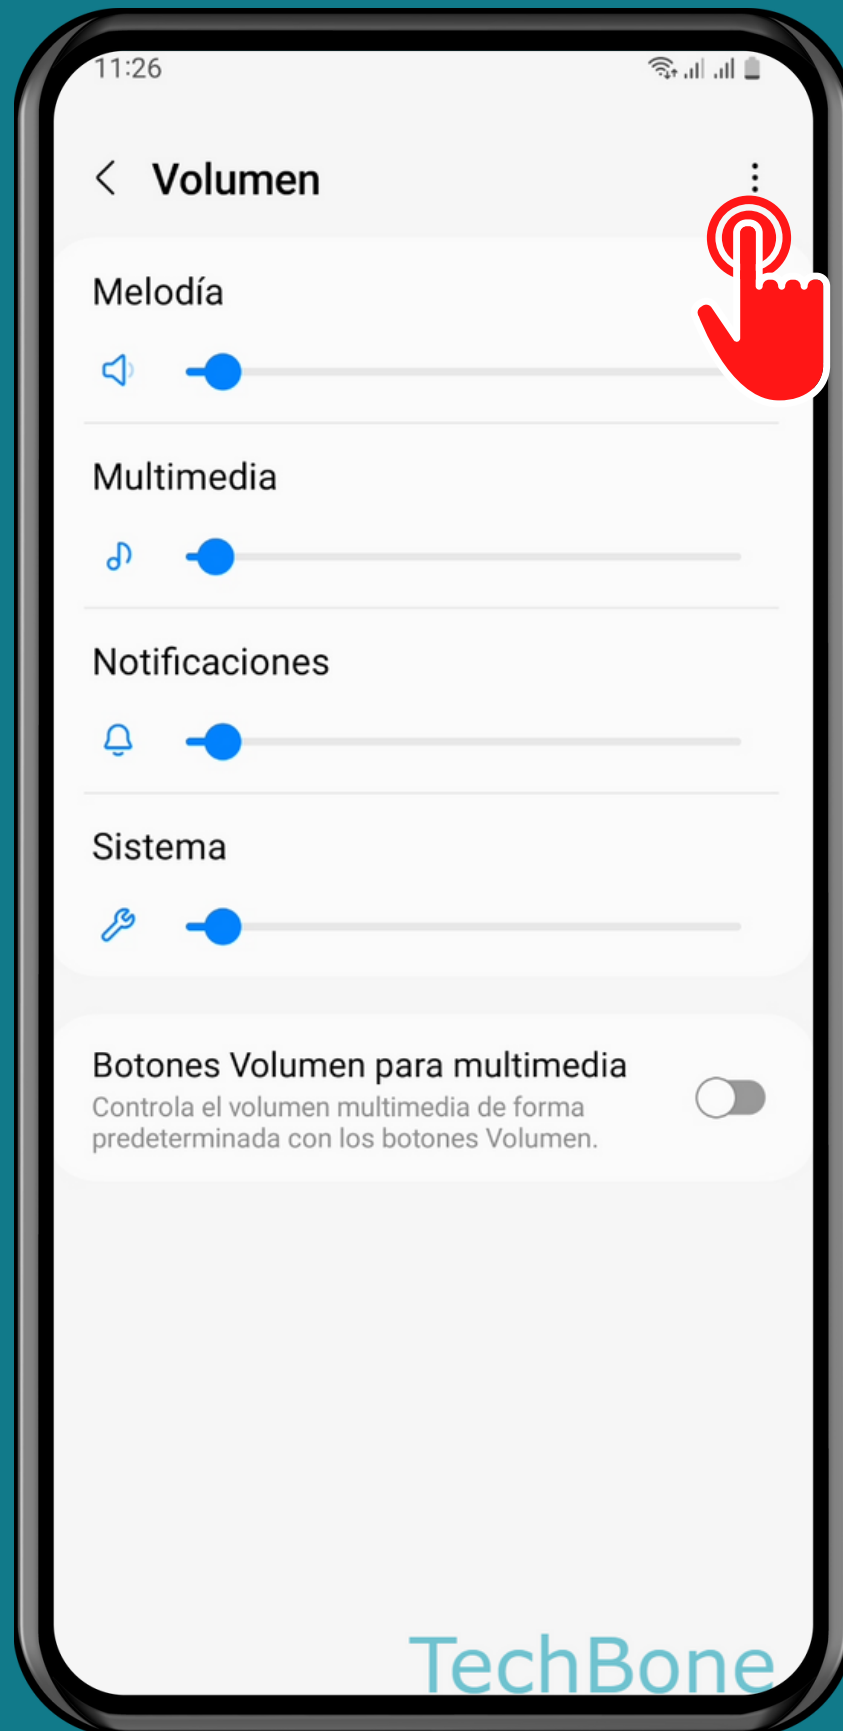 11:26
Volumen
Melodía
Multimedia
Notificaciones
Sistema
Botones Volumen para multimedia
Controla el volumen multimedia de forma
predeterminada con los botones Volumen.
TechBone